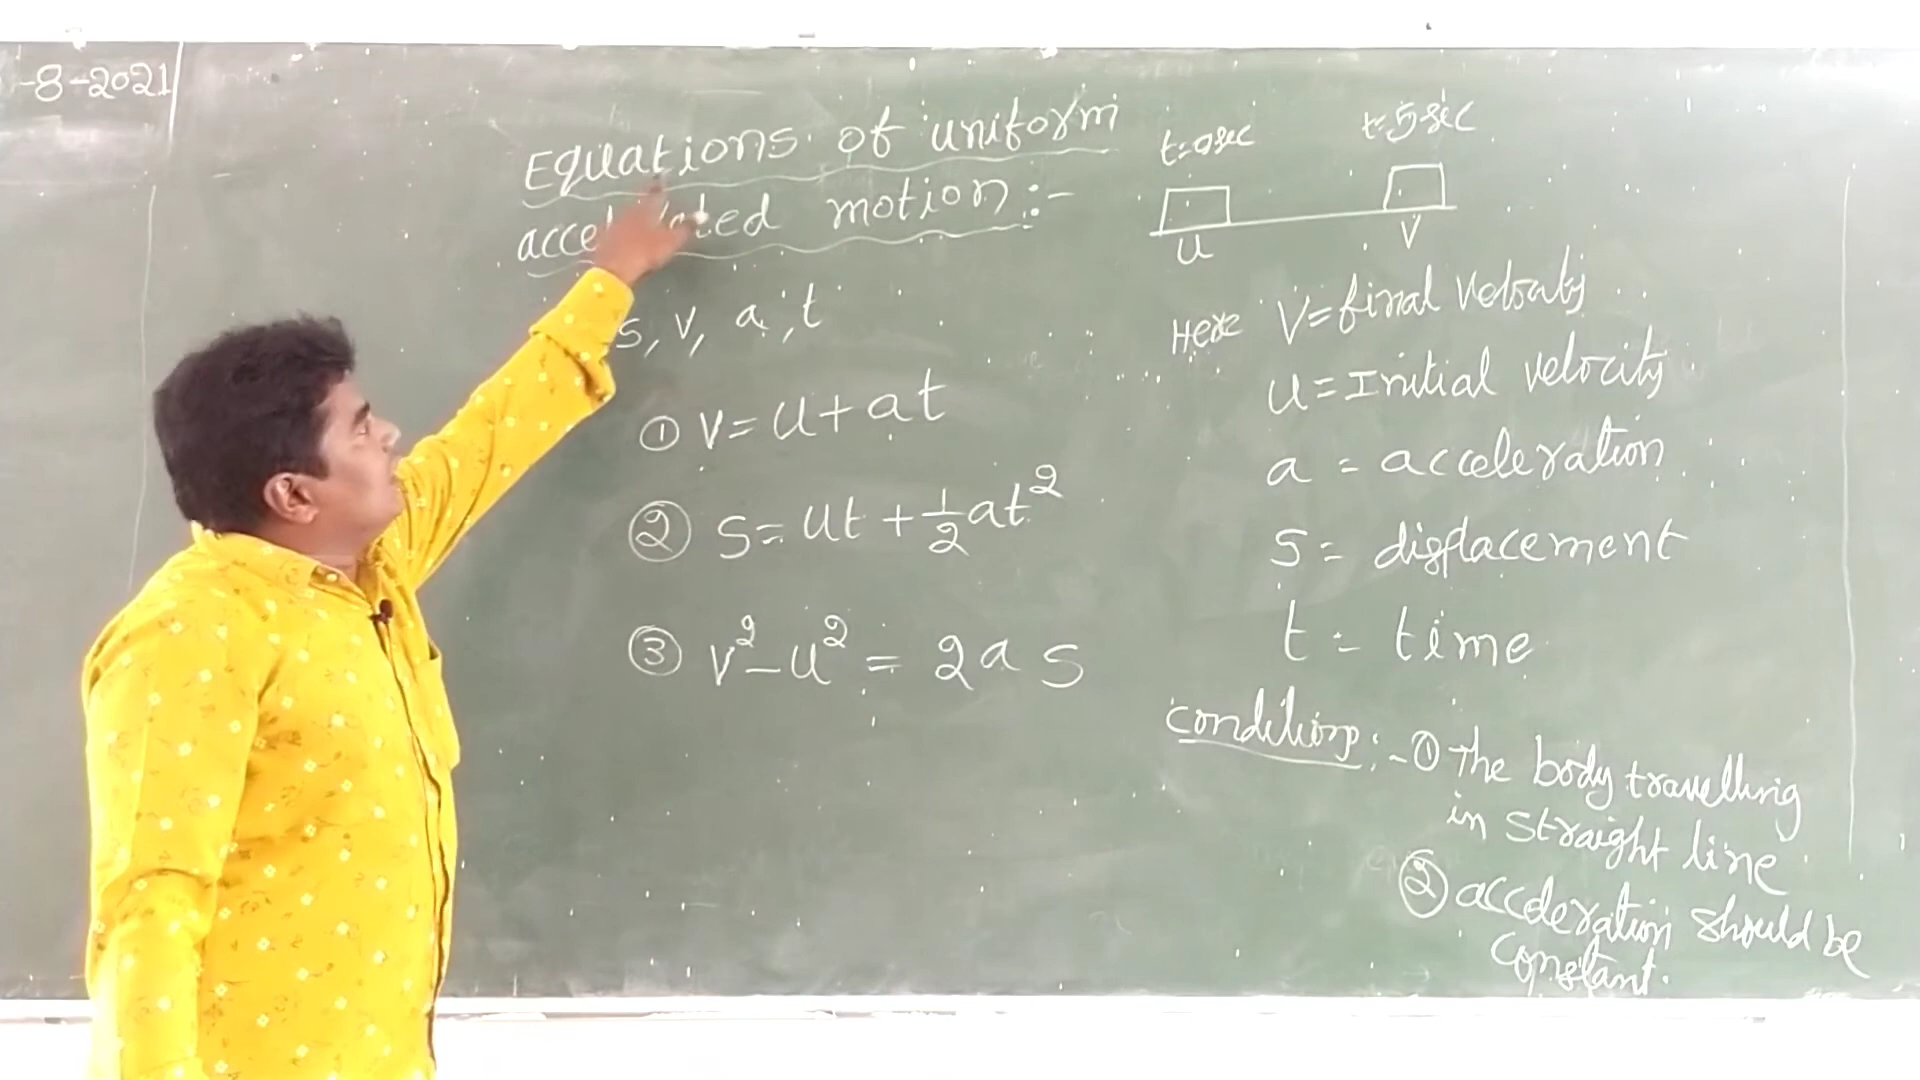 -8-2021
Equations of uniform
accelerated motion:-
s, v, a, t
① v=u+at
② s=ut+½at²
③ v²-u²=2as
t=0sec
t=5sec
u
v
Here v=final velocity
u=Initial velocity
a=acceleration
s=displacement
t=time
conditions:-① The body travelling
in straight line
② acceleration should be
constant.